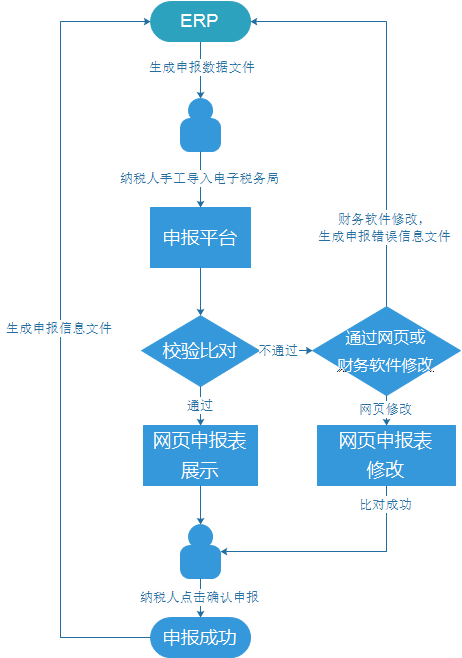 ERP
生成申报数据文件
纳税人手工导入电子税务局
申报平台
财务软件修改，
生成申报错误信息文件
生成申报信息文件
校验比对
不通过
通过网页或
财务软件修改
通过
网页修改
网页申报表
展示
网页申报表
修改
比对成功
纳税人点击确认申报
申报成功